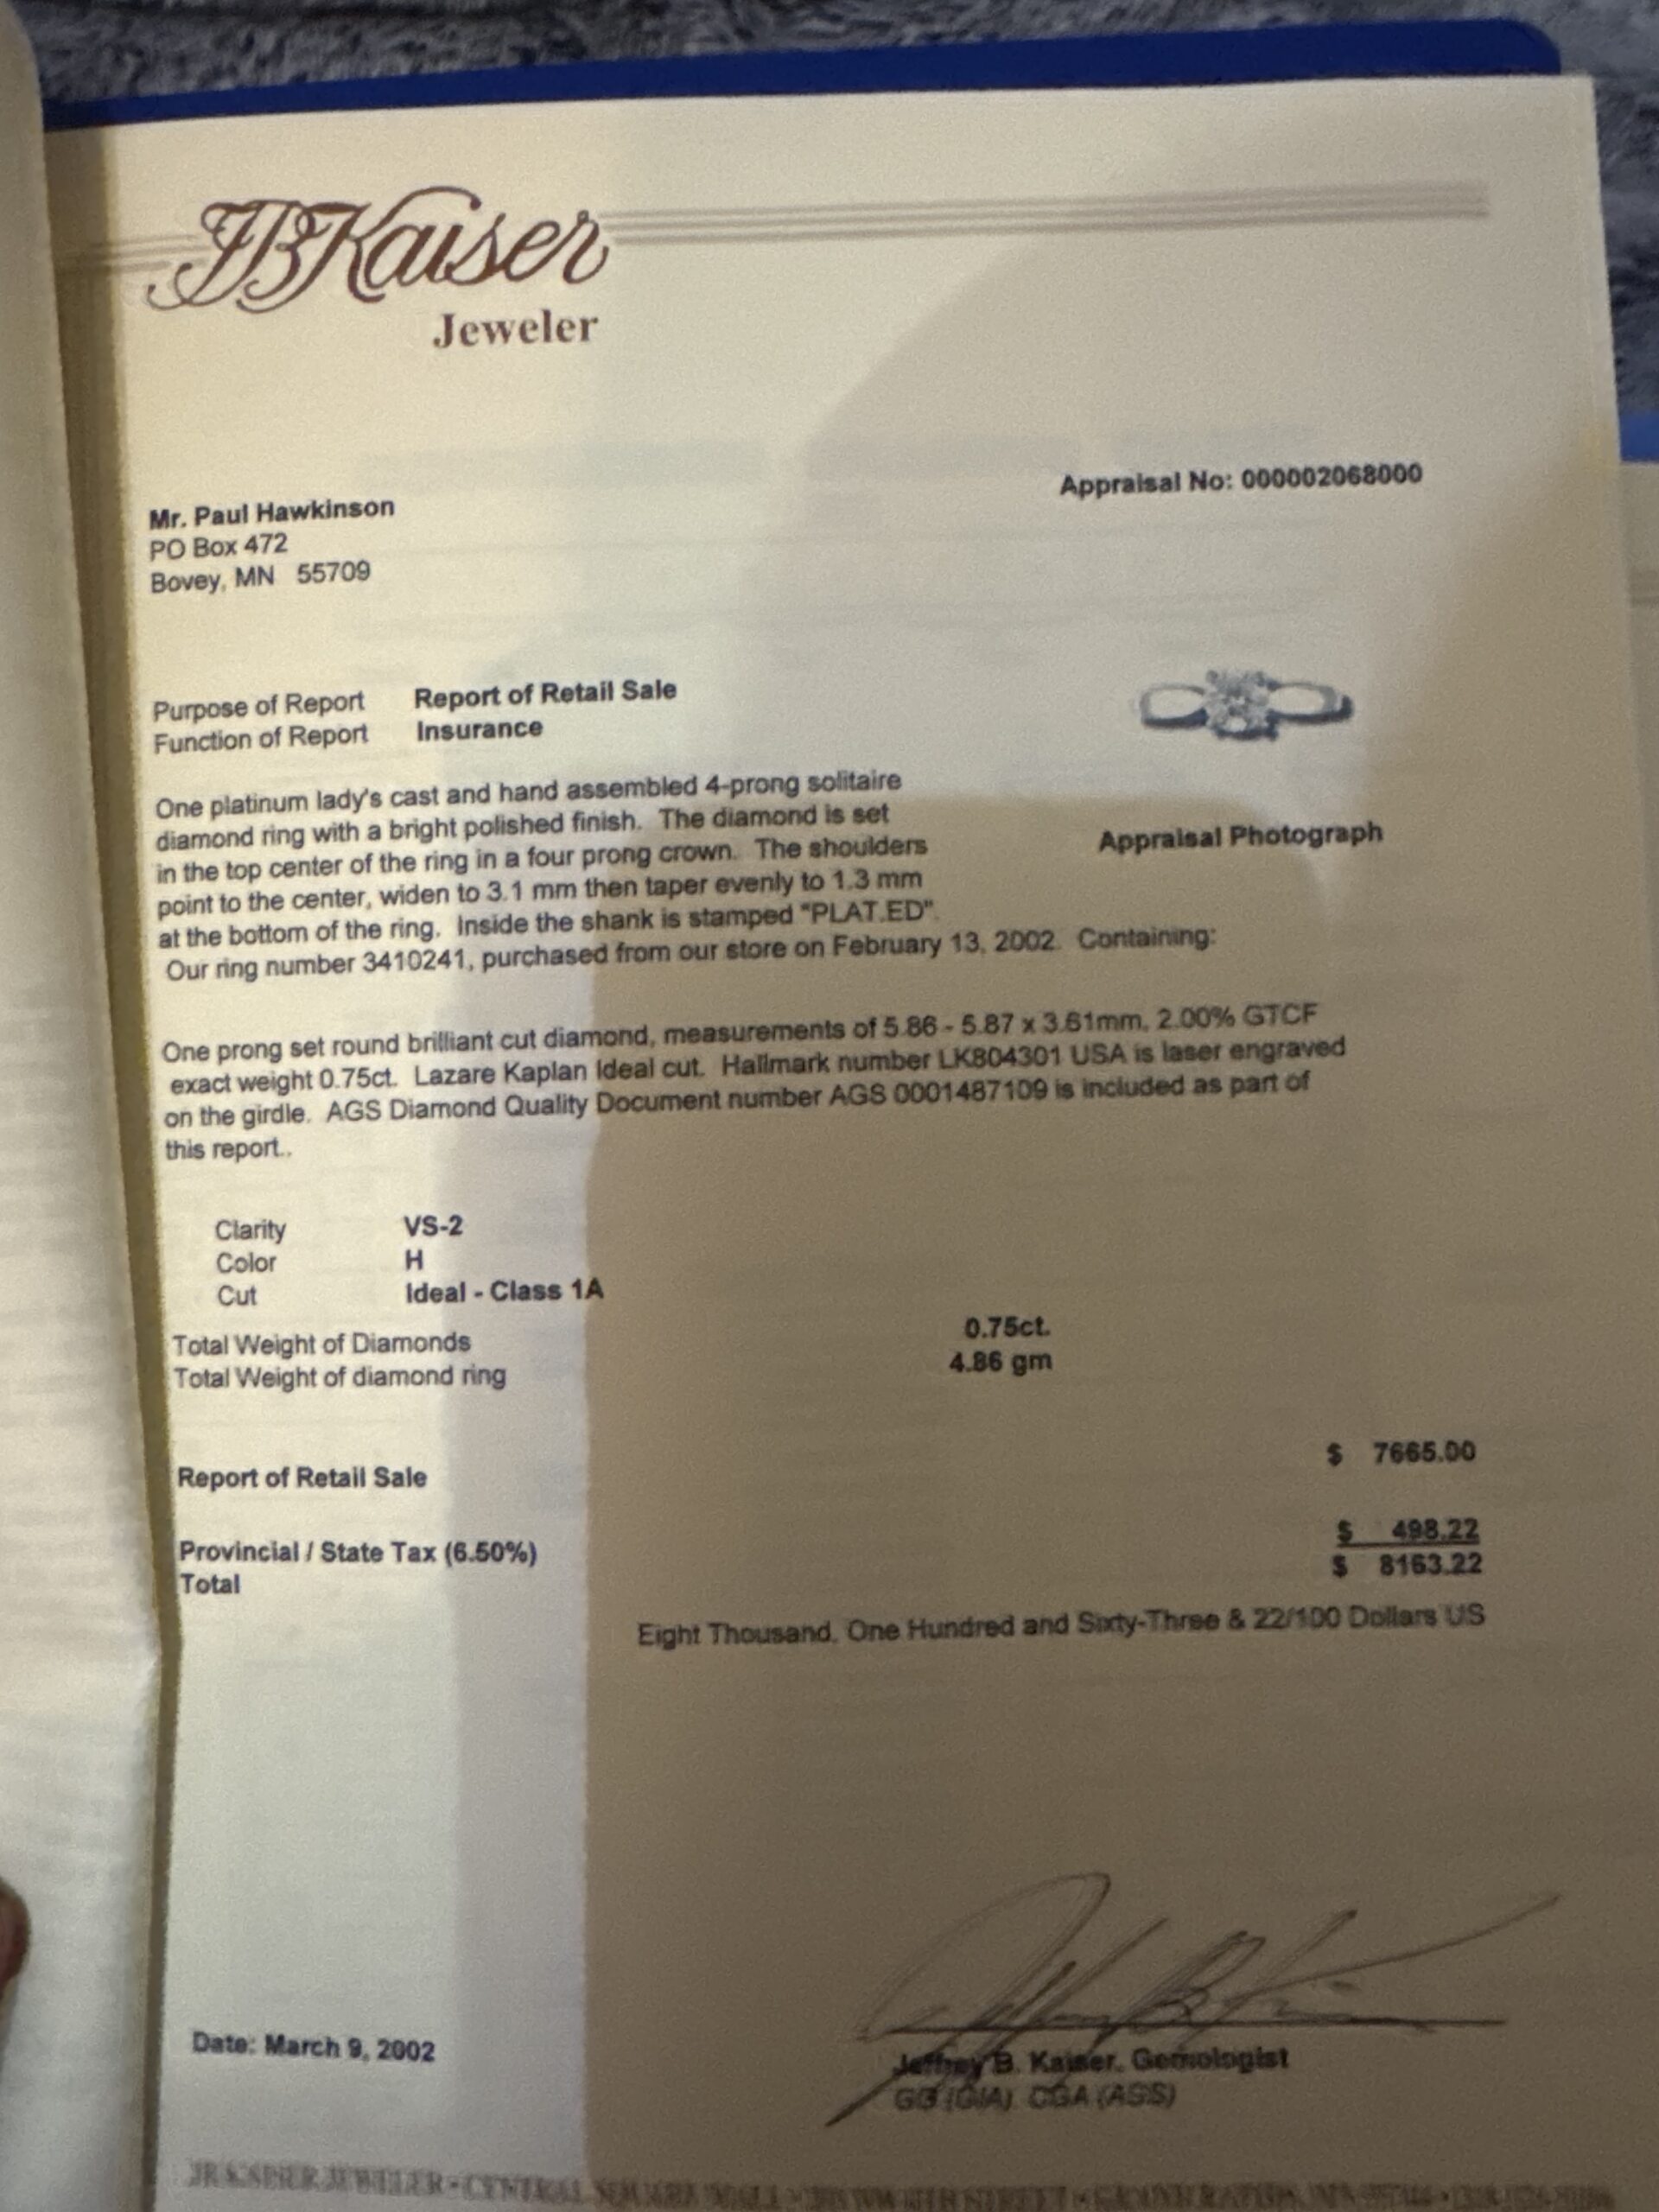 JBKaiser
Jeweler
Appraisal No: 000002068000
Mr. Paul Hawkinson
PO Box 472
Bovey, MN 55709
Purpose of Report Report of Retail Sale
Function of Report Insurance
One platinum lady's cast and hand assembled 4-prong solitaire
diamond ring with a bright polished finish. The diamond is set
in the top center of the ring in a four prong crown. The shoulders
point to the center, widen to 3.1 mm then taper evenly to 1.3 mm
at the bottom of the ring. Inside the shank is stamped "PLAT.ED".
Our ring number 3410241, purchased from our store on February 13, 2002. Containing:
Appraisal Photograph
One prong set round brilliant cut diamond, measurements of 5.86 - 5.87 x 3.61mm, 2.00% GTCF
exact weight 0.75ct. Lazare Kaplan Ideal cut. Hallmark number LK804301 USA is laser engraved
on the girdle. AGS Diamond Quality Document number AGS 0001487109 is included as part of
this report..
Clarity VS-2
Color H
Cut Ideal - Class 1A
Total Weight of Diamonds 0.75ct.
Total Weight of diamond ring 4.86 gm
Report of Retail Sale $ 7665.00
Provincial / State Tax (6.50%) $ 498.22
Total $ 8163.22
Eight Thousand, One Hundred and Sixty-Three & 22/100 Dollars US
Date: March 9, 2002
Jeffrey B. Kaiser, Gemologist
GG (GIA) CGA (AGS)
JB KAISER JEWELER - CENTRAL SQUARE MALL